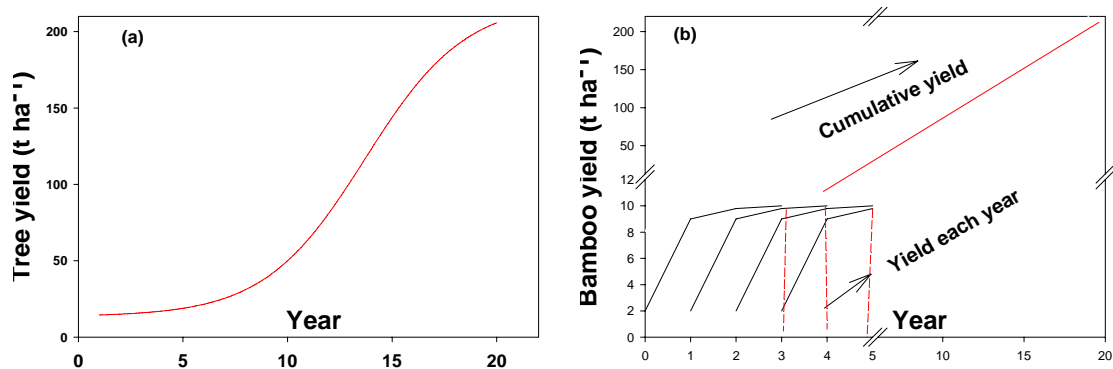 (a)
Tree yield (t ha⁻¹)
200
150
100
50
0
Year
0 5 10 15 20
(b)
Bamboo yield (t ha⁻¹)
200
150
100
50
12
10
8
6
4
2
0
Cumulative yield
Yield each year
Year
0 1 2 3 4 5 10 15 20